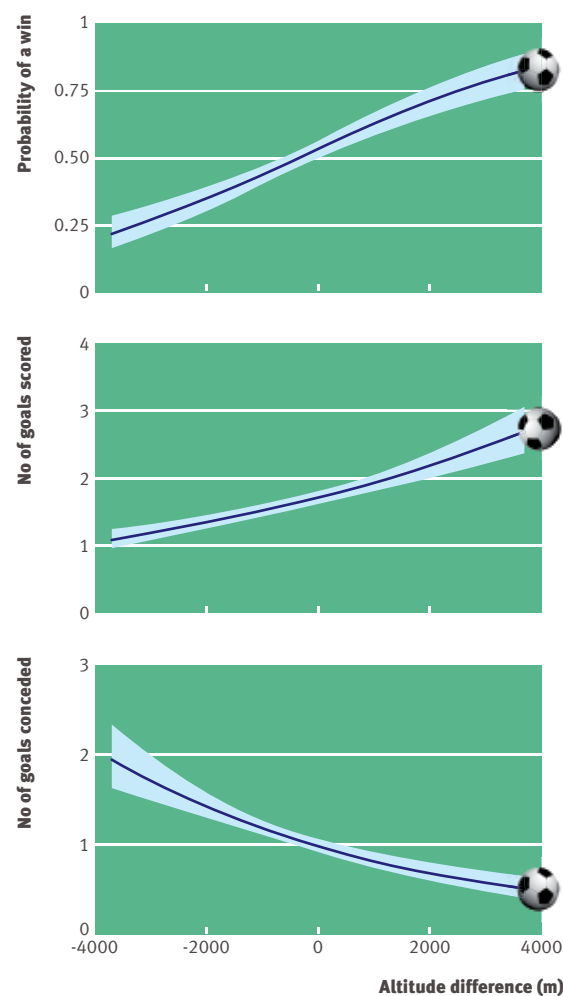 Probability of a win
1
0.75
0.50
0.25
0
No of goals scored
4
3
2
1
0
No of goals conceded
3
2
1
0
-4000 -2000 0 2000 4000
Altitude difference (m)